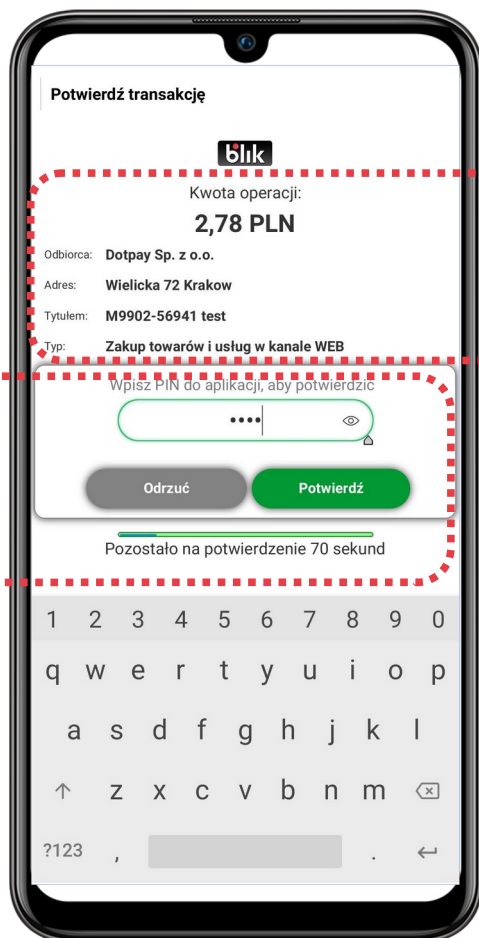 Potwierdź transakcję
blik
Kwota operacji:
2,78 PLN
Odbiorca: Dotpay Sp. z o.o.
Adres: Wielicka 72 Krakow
Tytułem: M9902-56941 test
Typ: Zakup towarów i usług w kanale WEB
Wpisz PIN do aplikacji, aby potwierdzić
••••
Odrzuć Potwierdź
Pozostało na potwierdzenie 70 sekund
1 2 3 4 5 6 7 8 9 0
q w e r t y u i o p
a s d f g h j k l
z x c v b n m
?123 , .